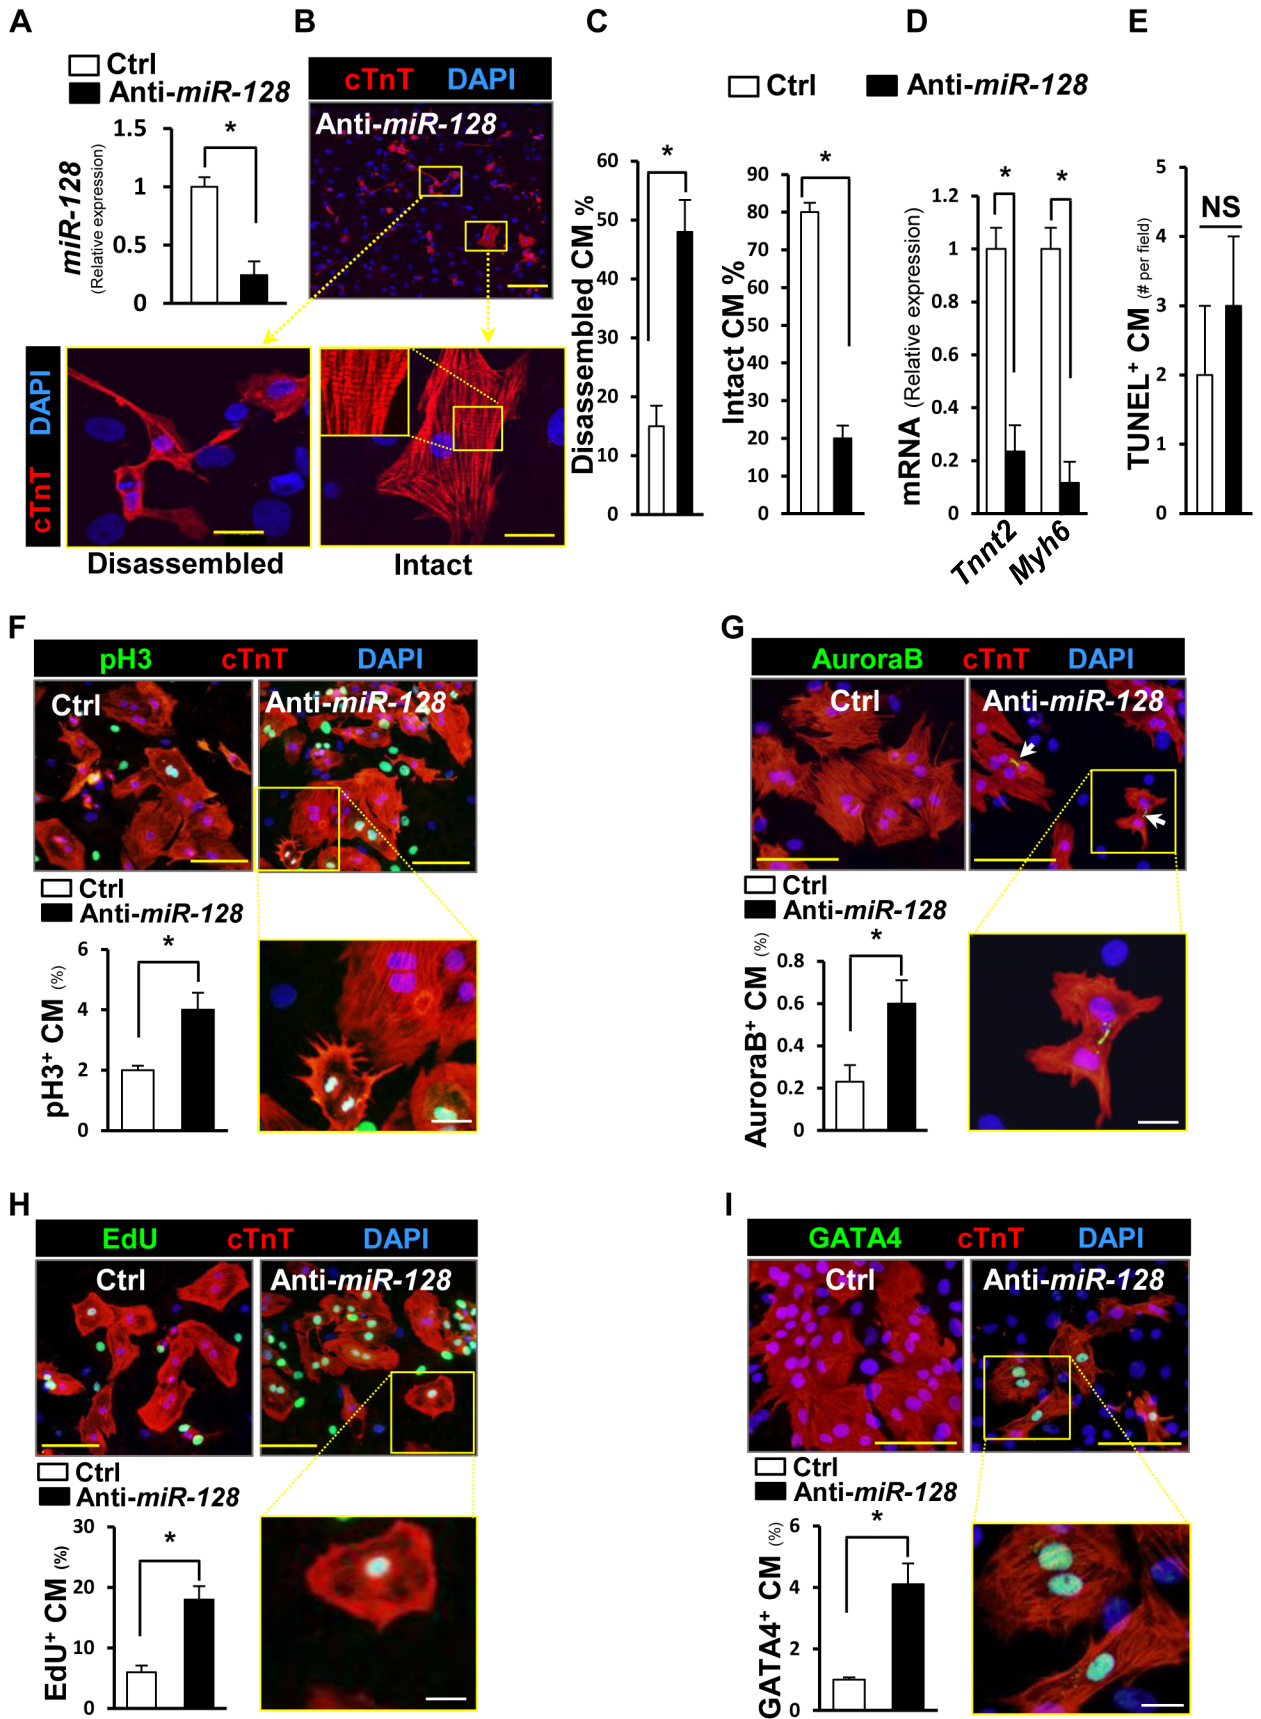 A
B
C
D
E
Ctrl
Anti-miR-128
cTnT DAPI
Anti-miR-128
Ctrl
Anti-miR-128
miR-128
(Relative expression)
1.5
1
0.5
0
*
cTnT DAPI
Disassembled
Intact
Disassembled CM %
60
50
40
30
20
10
0
*
Intact CM %
90
80
70
60
50
40
30
20
10
0
*
mRNA (Relative expression)
1.2
1
0.8
0.6
0.4
0.2
0
*
*
Tnnt2
Myh6
TUNEL+ CM (# per field)
5
4
3
2
1
0
NS
F
pH3 cTnT DAPI
Ctrl
Anti-miR-128
Ctrl
Anti-miR-128
pH3+ CM (%)
6
4
2
0
*
G
AuroraB cTnT DAPI
Ctrl
Anti-miR-128
Ctrl
Anti-miR-128
AuroraB+ CM (%)
0.8
0.6
0.4
0.2
0
*
H
EdU cTnT DAPI
Ctrl
Anti-miR-128
Ctrl
Anti-miR-128
EdU+ CM (%)
30
20
10
0
*
I
GATA4 cTnT DAPI
Ctrl
Anti-miR-128
Ctrl
Anti-miR-128
GATA4+ CM (%)
6
4
2
0
*